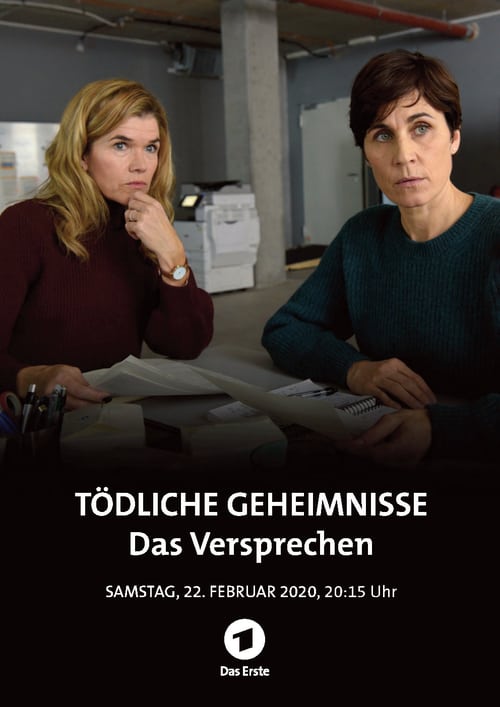 TÖDLICHE GEHEIMNISSE
Das Versprechen
SAMSTAG, 22. FEBRUAR 2020, 20:15 Uhr
1
Das Erste